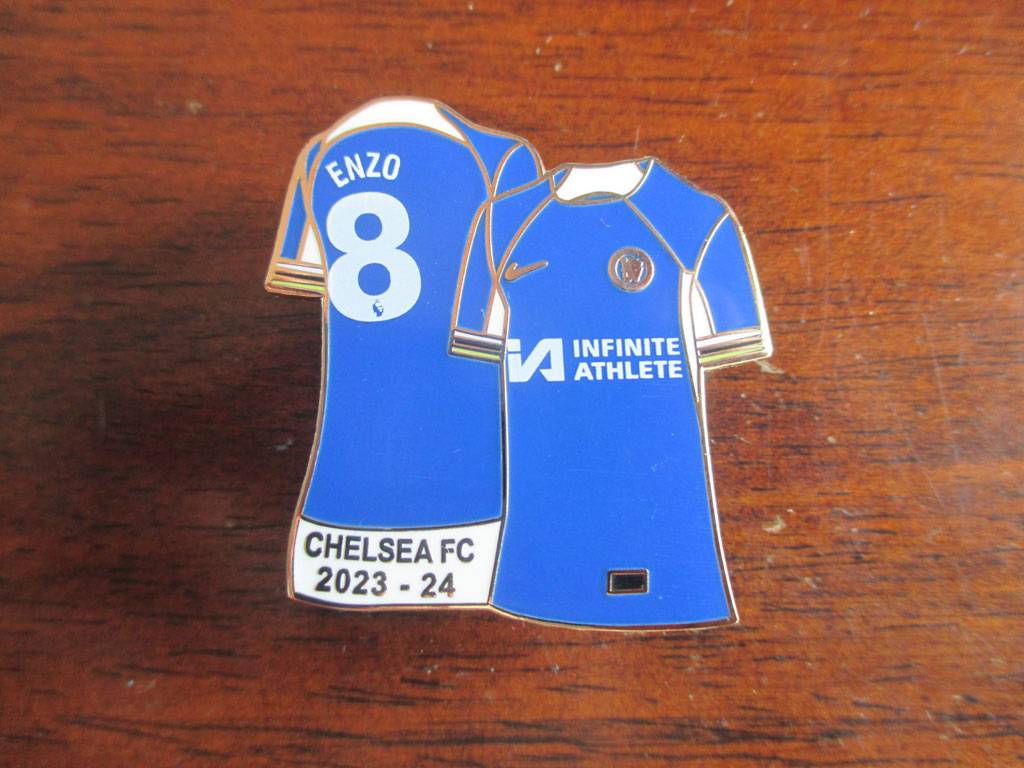 ENZO
8
CHELSEA FC
2023 - 24
INFINITE
ATHLETE